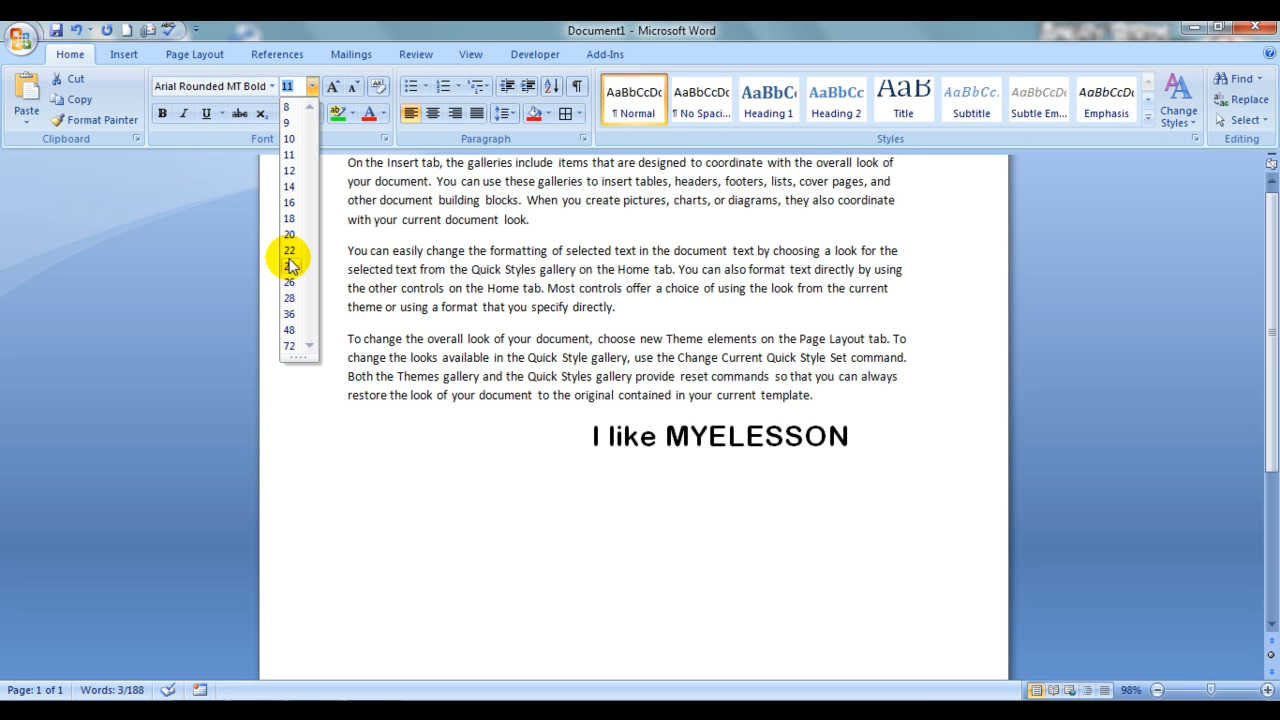 Document1 - Microsoft Word
Home Insert Page Layout References Mailings Review View Developer Add-Ins
Paste
Cut
Copy
Format Painter
Clipboard
Arial Rounded MT Bold 11
Font
Paragraph
AaBbCcDc AaBbCcDc AaBbCc AaBbCc AaB AaBbCc. AaBbCcDc AaBbCcDc
¶ Normal ¶ No Spaci... Heading 1 Heading 2 Title Subtitle Subtle Em... Emphasis
Change Styles
Styles
Find
Replace
Select
Editing
8
9
10
11
12
14
16
18
20
22
26
28
36
48
72
On the Insert tab, the galleries include items that are designed to coordinate with the overall look of
your document. You can use these galleries to insert tables, headers, footers, lists, cover pages, and
other document building blocks. When you create pictures, charts, or diagrams, they also coordinate
with your current document look.
You can easily change the formatting of selected text in the document text by choosing a look for the
selected text from the Quick Styles gallery on the Home tab. You can also format text directly by using
the other controls on the Home tab. Most controls offer a choice of using the look from the current
theme or using a format that you specify directly.
To change the overall look of your document, choose new Theme elements on the Page Layout tab. To
change the looks available in the Quick Style gallery, use the Change Current Quick Style Set command.
Both the Themes gallery and the Quick Styles gallery provide reset commands so that you can always
restore the look of your document to the original contained in your current template.
I like MYELESSON
Page: 1 of 1 Words: 3/188 98%